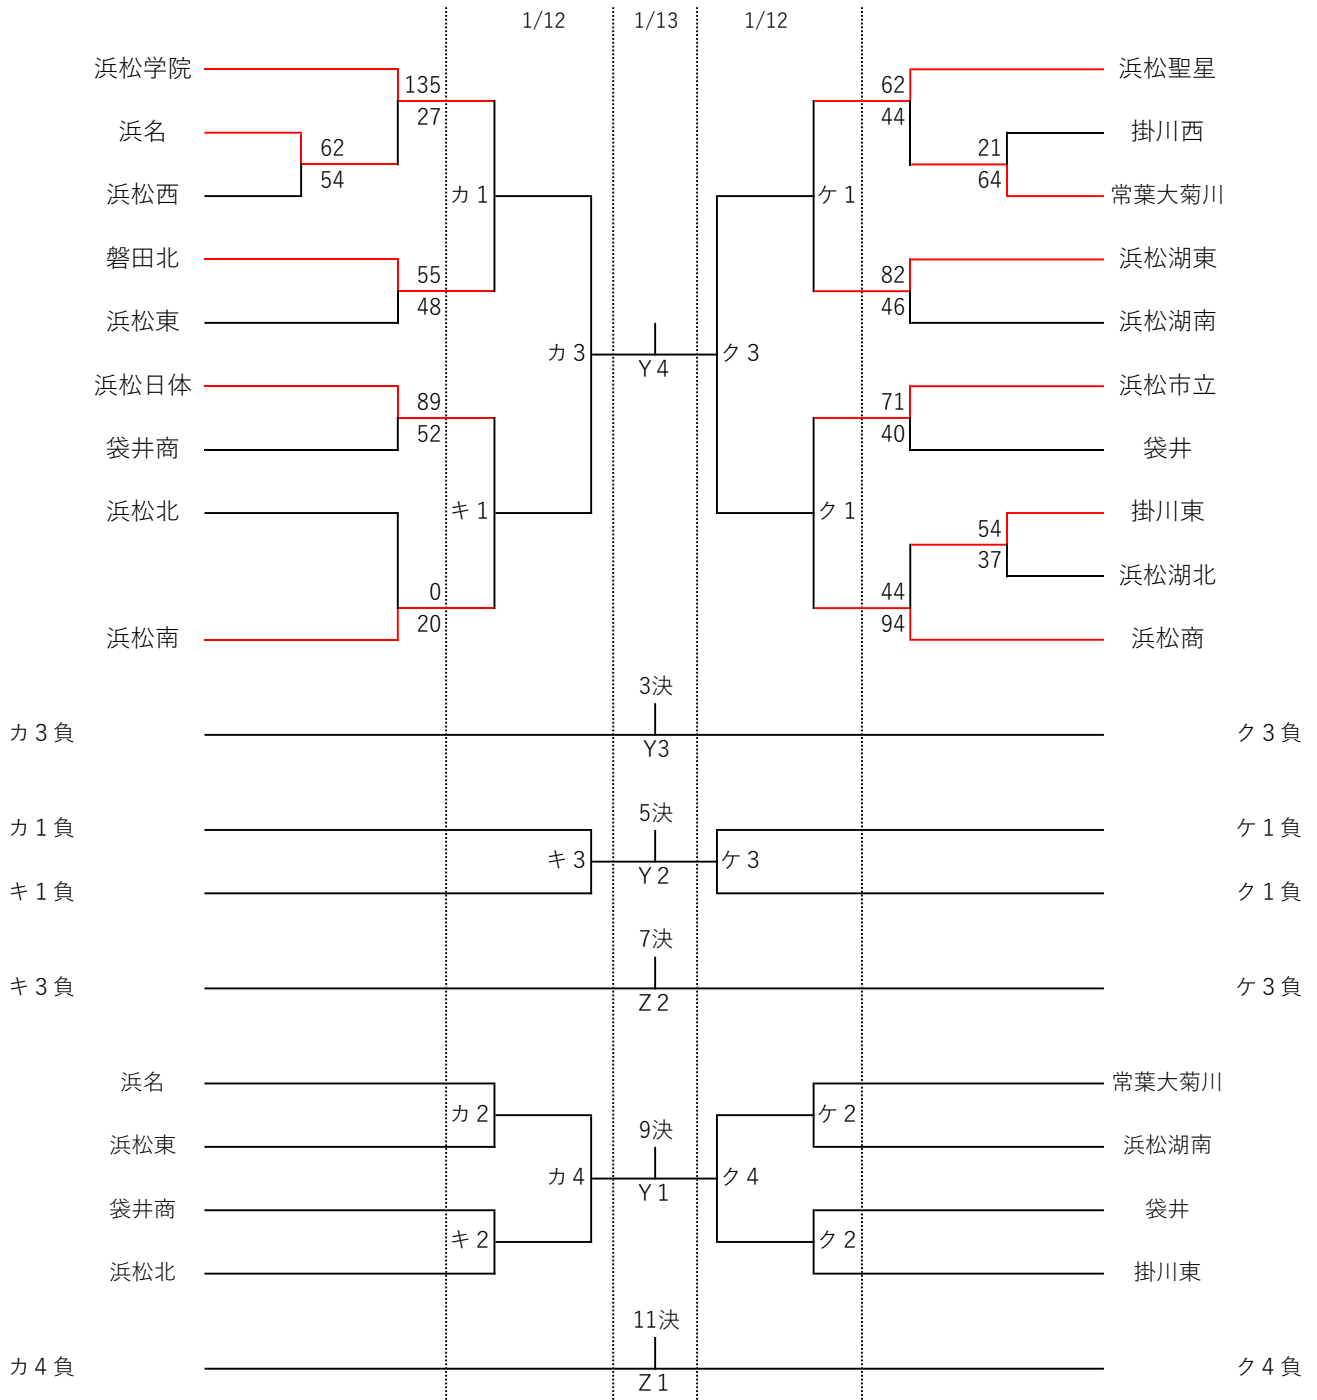 1/12 1/13 1/12
浜松学院 浜松聖星
135 62
27 44
浜名 掛川西
62 21
54 64
浜松西 カ1 ケ1 常葉大菊川
磐田北 浜松湖東
55 82
48 46
浜松東 浜松湖南
カ3 ク3
Y4
浜松日体 浜松市立
89 71
52 40
袋井商 袋井
浜松北 キ1 ク1 掛川東
54
37
浜松湖北
0 44
20 94
浜松南 浜松商
3決
カ3負 ク3負
Y3
5決
カ1負 ケ1負
キ3 ケ3
Y2
キ1負 ク1負
7決
キ3負 ケ3負
Z2
浜名 常葉大菊川
カ2 ケ2
9決
浜松東 浜松湖南
カ4 ク4
Y1
袋井商 袋井
キ2 ク2
浜松北 掛川東
11決
カ4負 ク4負
Z1